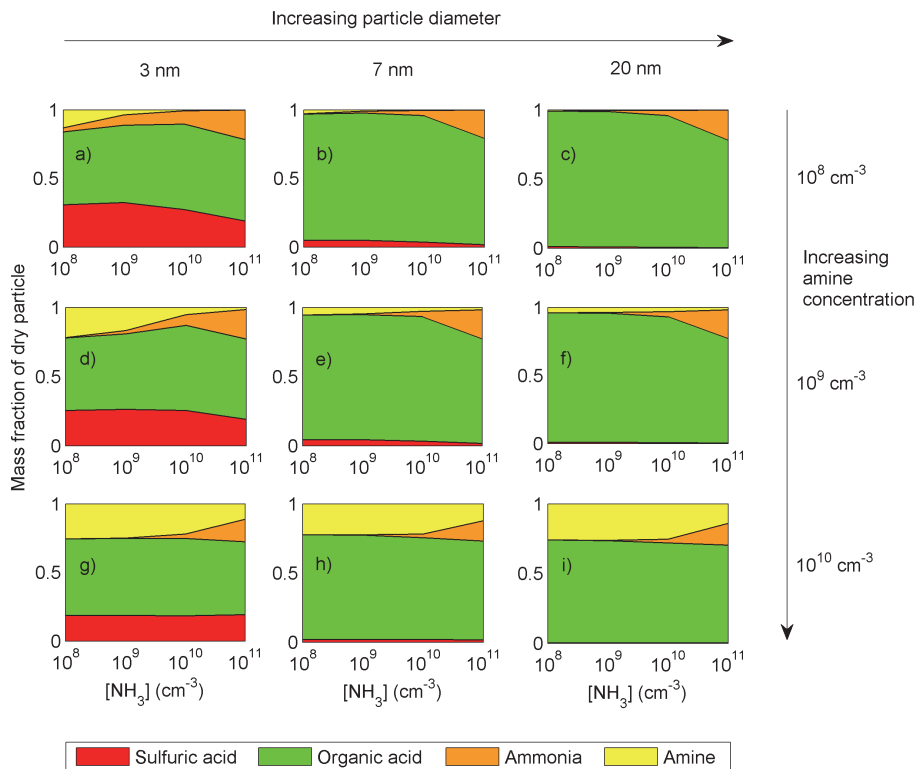 Increasing particle diameter
3 nm 7 nm 20 nm
1 1 1
a) b) c)
0.5 0.5 0.5
0 0 0
10⁸ 10⁹ 10¹⁰ 10¹¹ 10⁸ 10⁹ 10¹⁰ 10¹¹ 10⁸ 10⁹ 10¹⁰ 10¹¹
10⁸ cm⁻³
Increasing
amine
concentration
Mass fraction of dry particle
1 1 1
d) e) f)
0.5 0.5 0.5
0 0 0
10⁸ 10⁹ 10¹⁰ 10¹¹ 10⁸ 10⁹ 10¹⁰ 10¹¹ 10⁸ 10⁹ 10¹⁰ 10¹¹
10⁹ cm⁻³
1 1 1
g) h) i)
0.5 0.5 0.5
0 0 0
10⁸ 10⁹ 10¹⁰ 10¹¹ 10⁸ 10⁹ 10¹⁰ 10¹¹ 10⁸ 10⁹ 10¹⁰ 10¹¹
10¹⁰ cm⁻³
[NH₃] (cm⁻³) [NH₃] (cm⁻³) [NH₃] (cm⁻³)
Sulfuric acid Organic acid Ammonia Amine